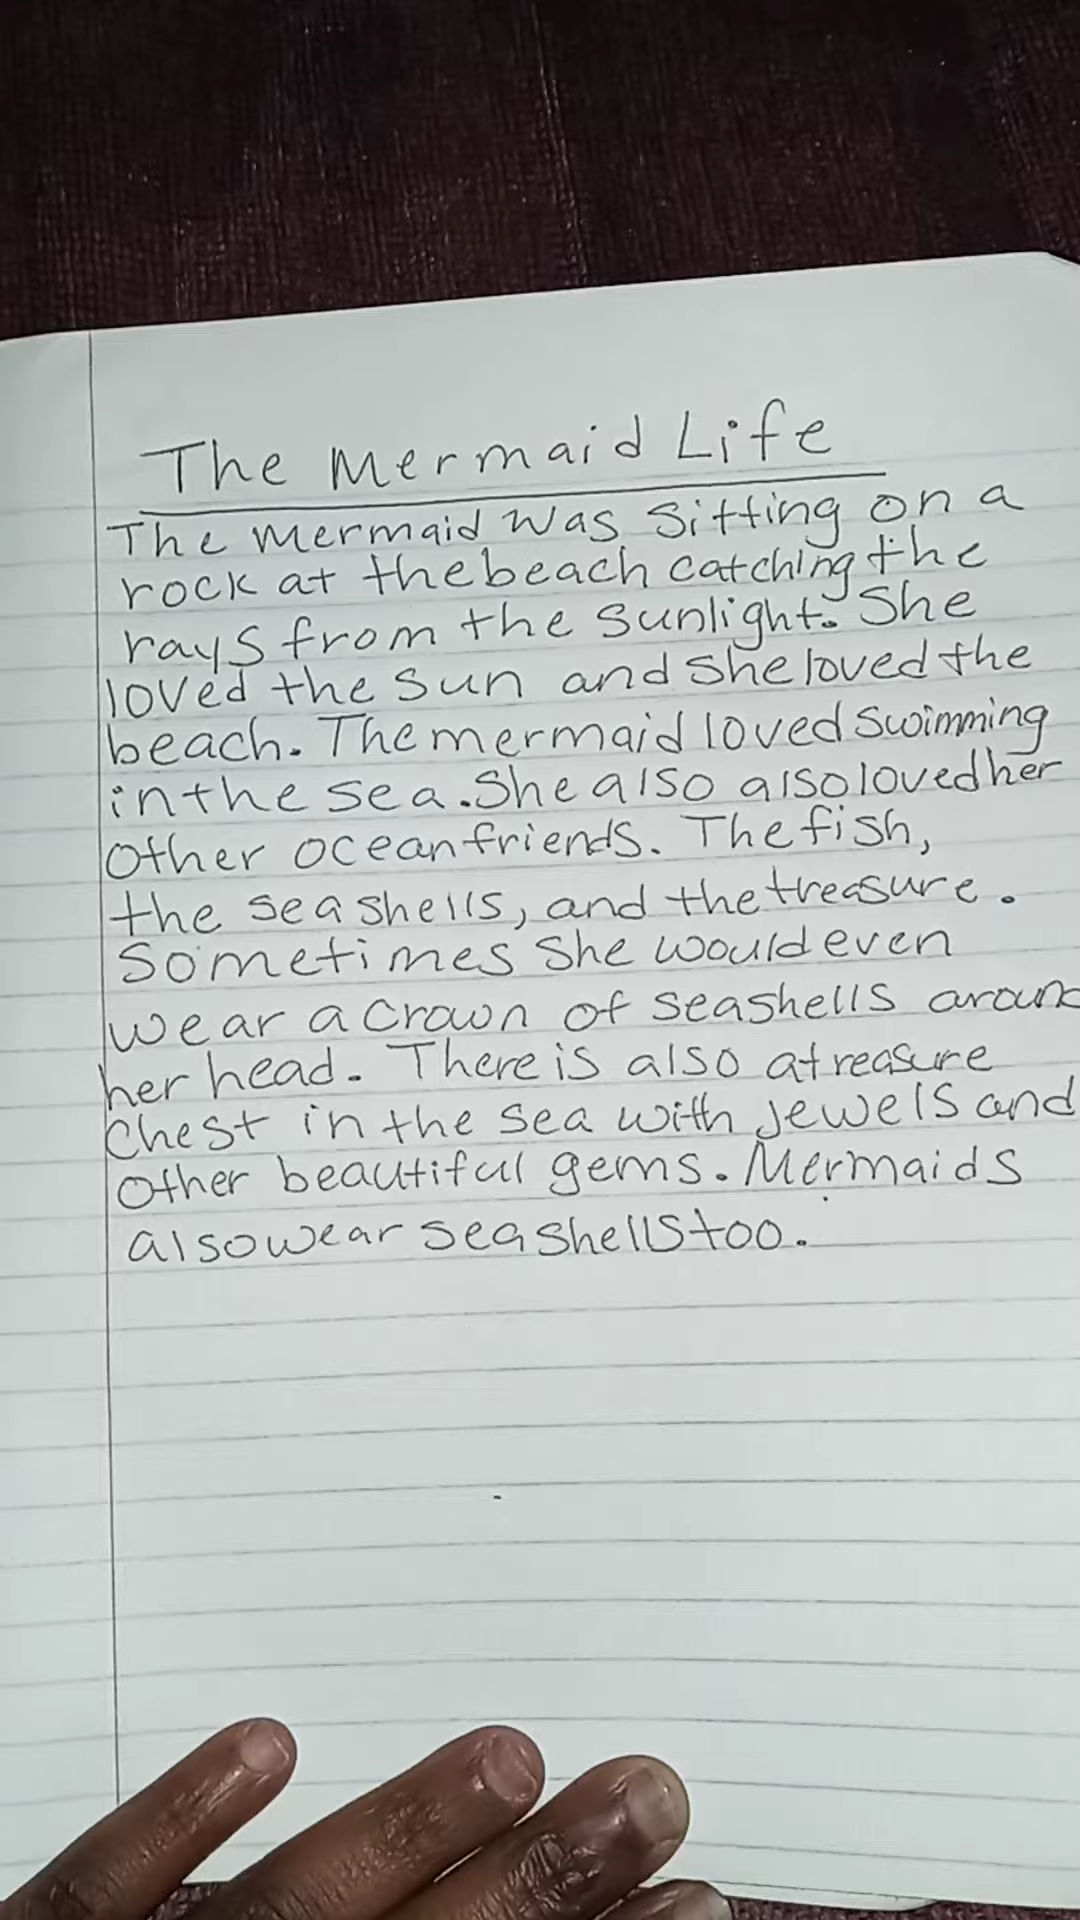 The Mermaid Life
The mermaid was sitting on a
rock at the beach catching the
rays from the sunlight. She
loved the sun and she loved the
beach. The mermaid loved swimming
in the sea. She also also loved her
other ocean friends. The fish,
the seashells, and the treasure.
Sometimes she would even
wear a crown of seashells around
her head. There is also a treasure
chest in the sea with jewels and
other beautiful gems. Mermaids
also wear seashells too.